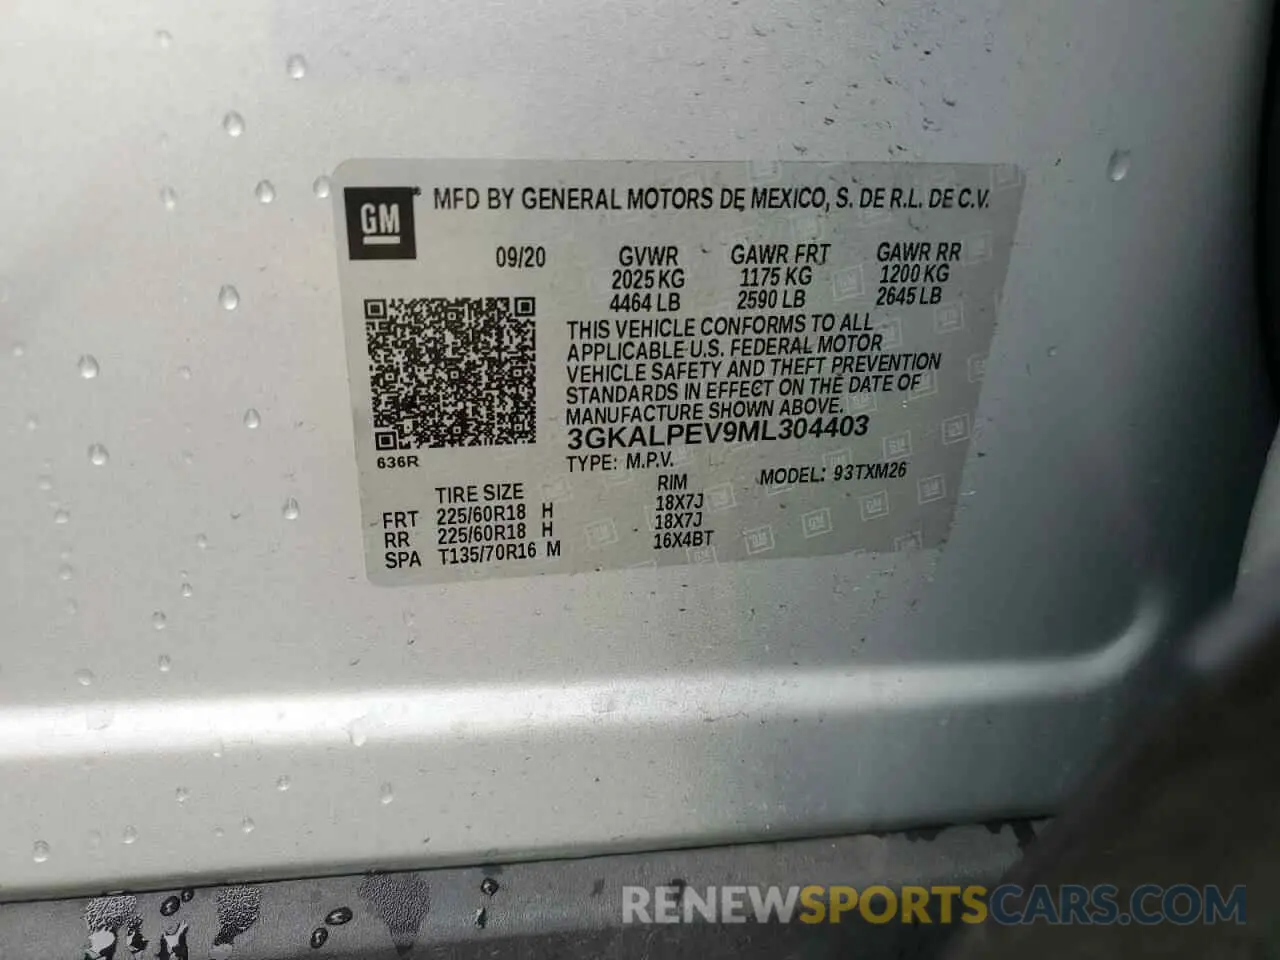 GM
MFD BY GENERAL MOTORS DE MEXICO, S. DE R.L. DE C.V.
09/20 GVWR GAWR FRT GAWR RR
2025 KG 1175 KG 1200 KG
4464 LB 2590 LB 2645 LB
THIS VEHICLE CONFORMS TO ALL
APPLICABLE U.S. FEDERAL MOTOR
VEHICLE SAFETY AND THEFT PREVENTION
STANDARDS IN EFFECT ON THE DATE OF
MANUFACTURE SHOWN ABOVE.
3GKALPEV9ML304403
636R
TYPE: M.P.V. MODEL: 93TXM26
TIRE SIZE RIM
FRT 225/60R18 H 18X7J
RR 225/60R18 H 18X7J
SPA T135/70R16 M 16X4BT
RENEWSPORTSCARS.COM